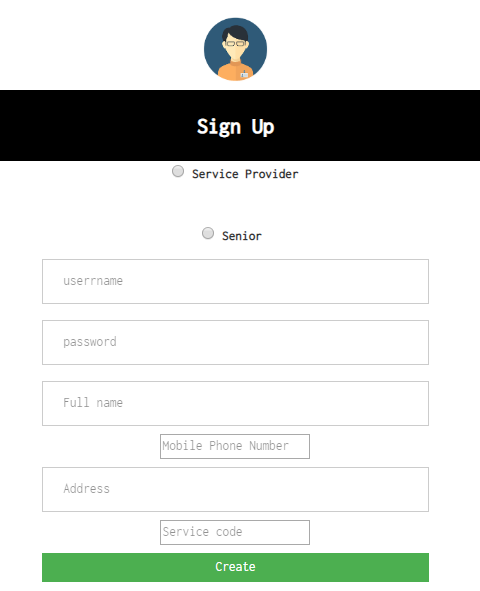 Sign Up
Service Provider
Senior
userrname
password
Full name
Mobile Phone Number
Address
Service code
Create